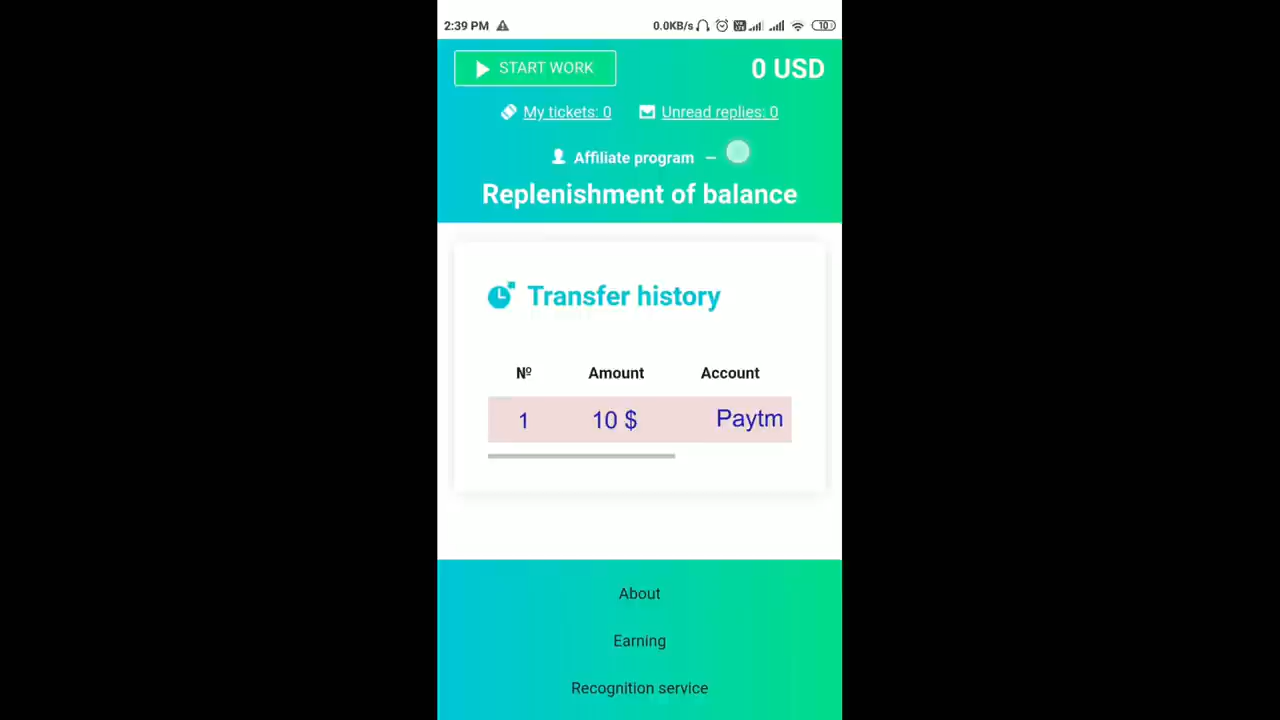 2:39 PM 0.0KB/s 10
START WORK 0 USD
My tickets: 0 Unread replies: 0
Affiliate program –
Replenishment of balance
Transfer history
№ Amount Account
1 10 $ Paytm
About
Earning
Recognition service